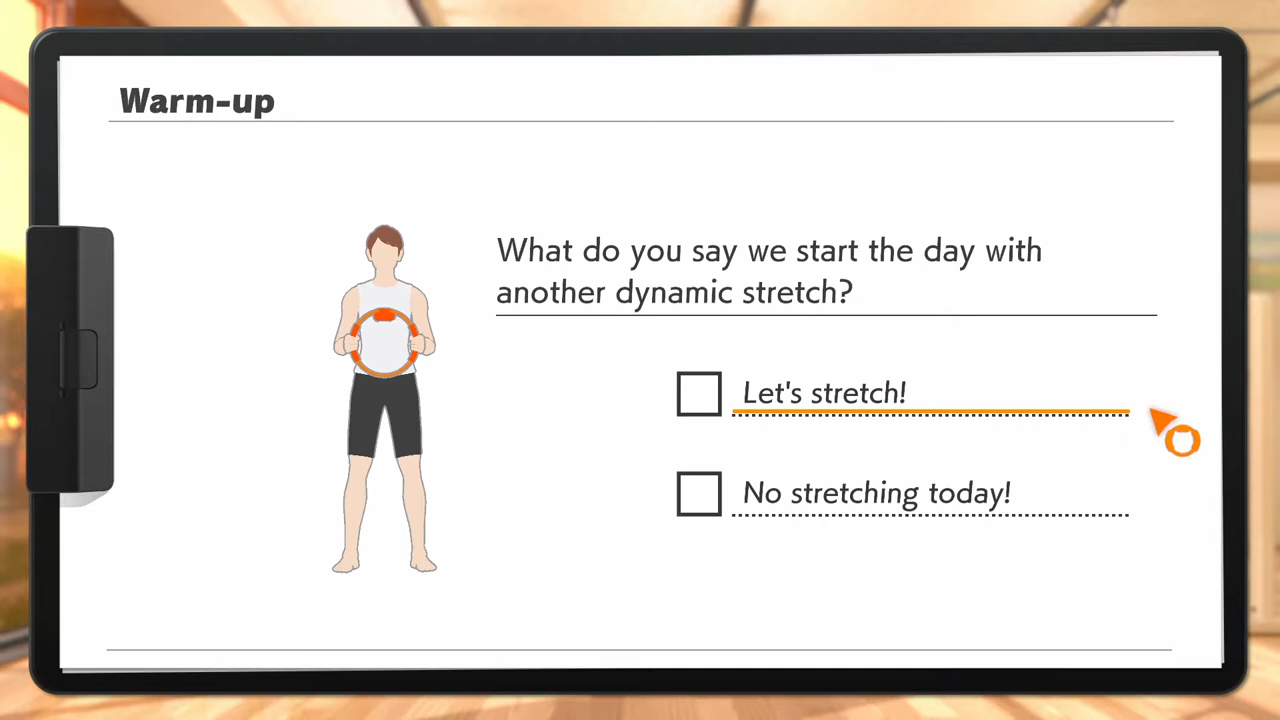 Warm-up
What do you say we start the day with
another dynamic stretch?
Let's stretch!
No stretching today!